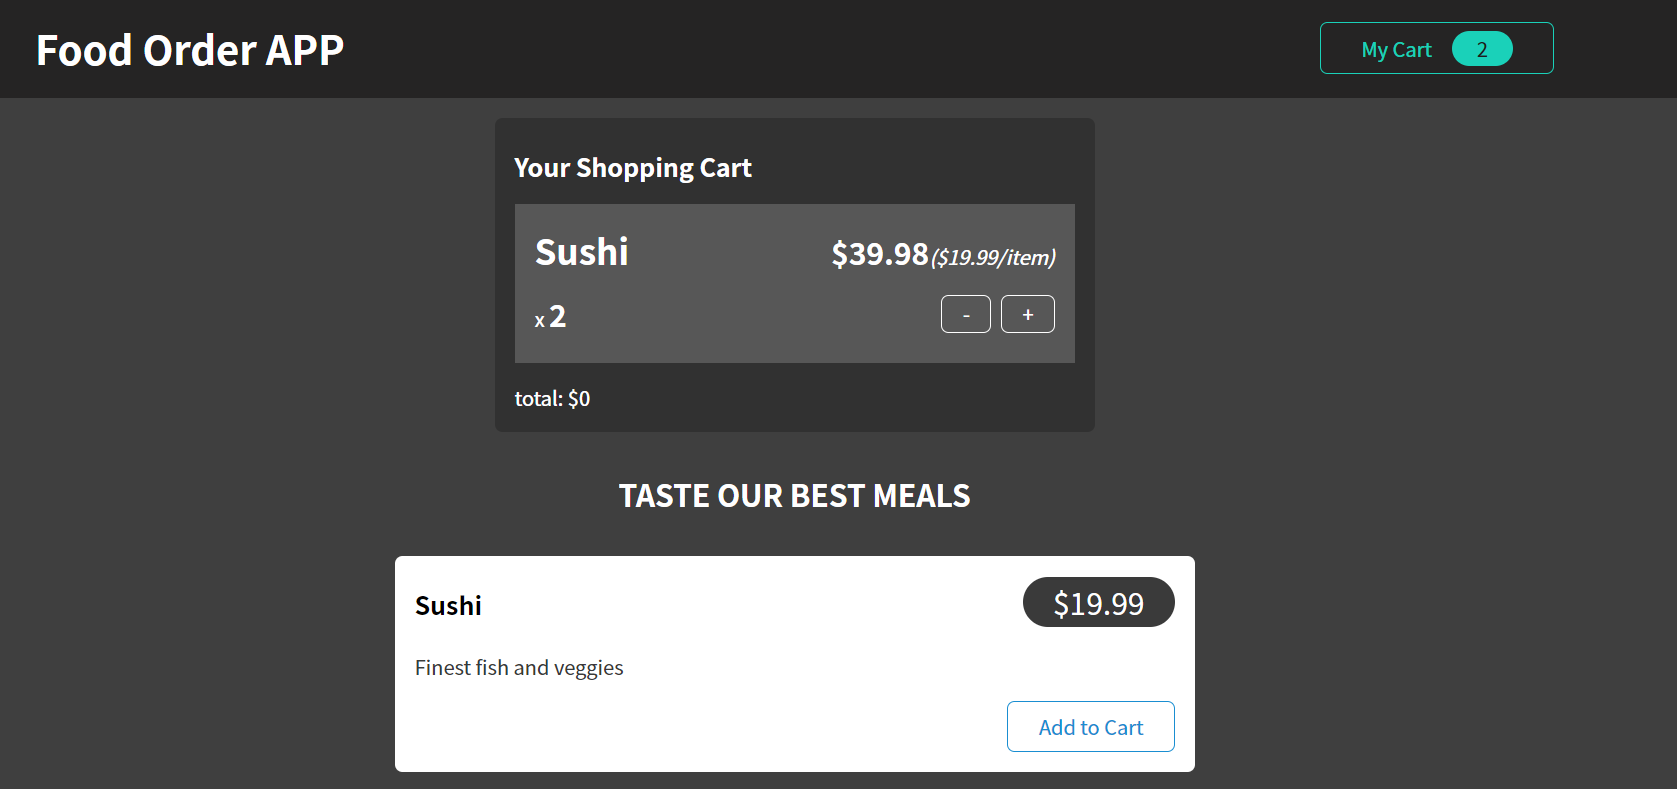 Food Order APP
My Cart 2
Your Shopping Cart
Sushi $39.98 ($19.99/item)
x 2 - +
total: $0
TASTE OUR BEST MEALS
Sushi $19.99
Finest fish and veggies
Add to Cart